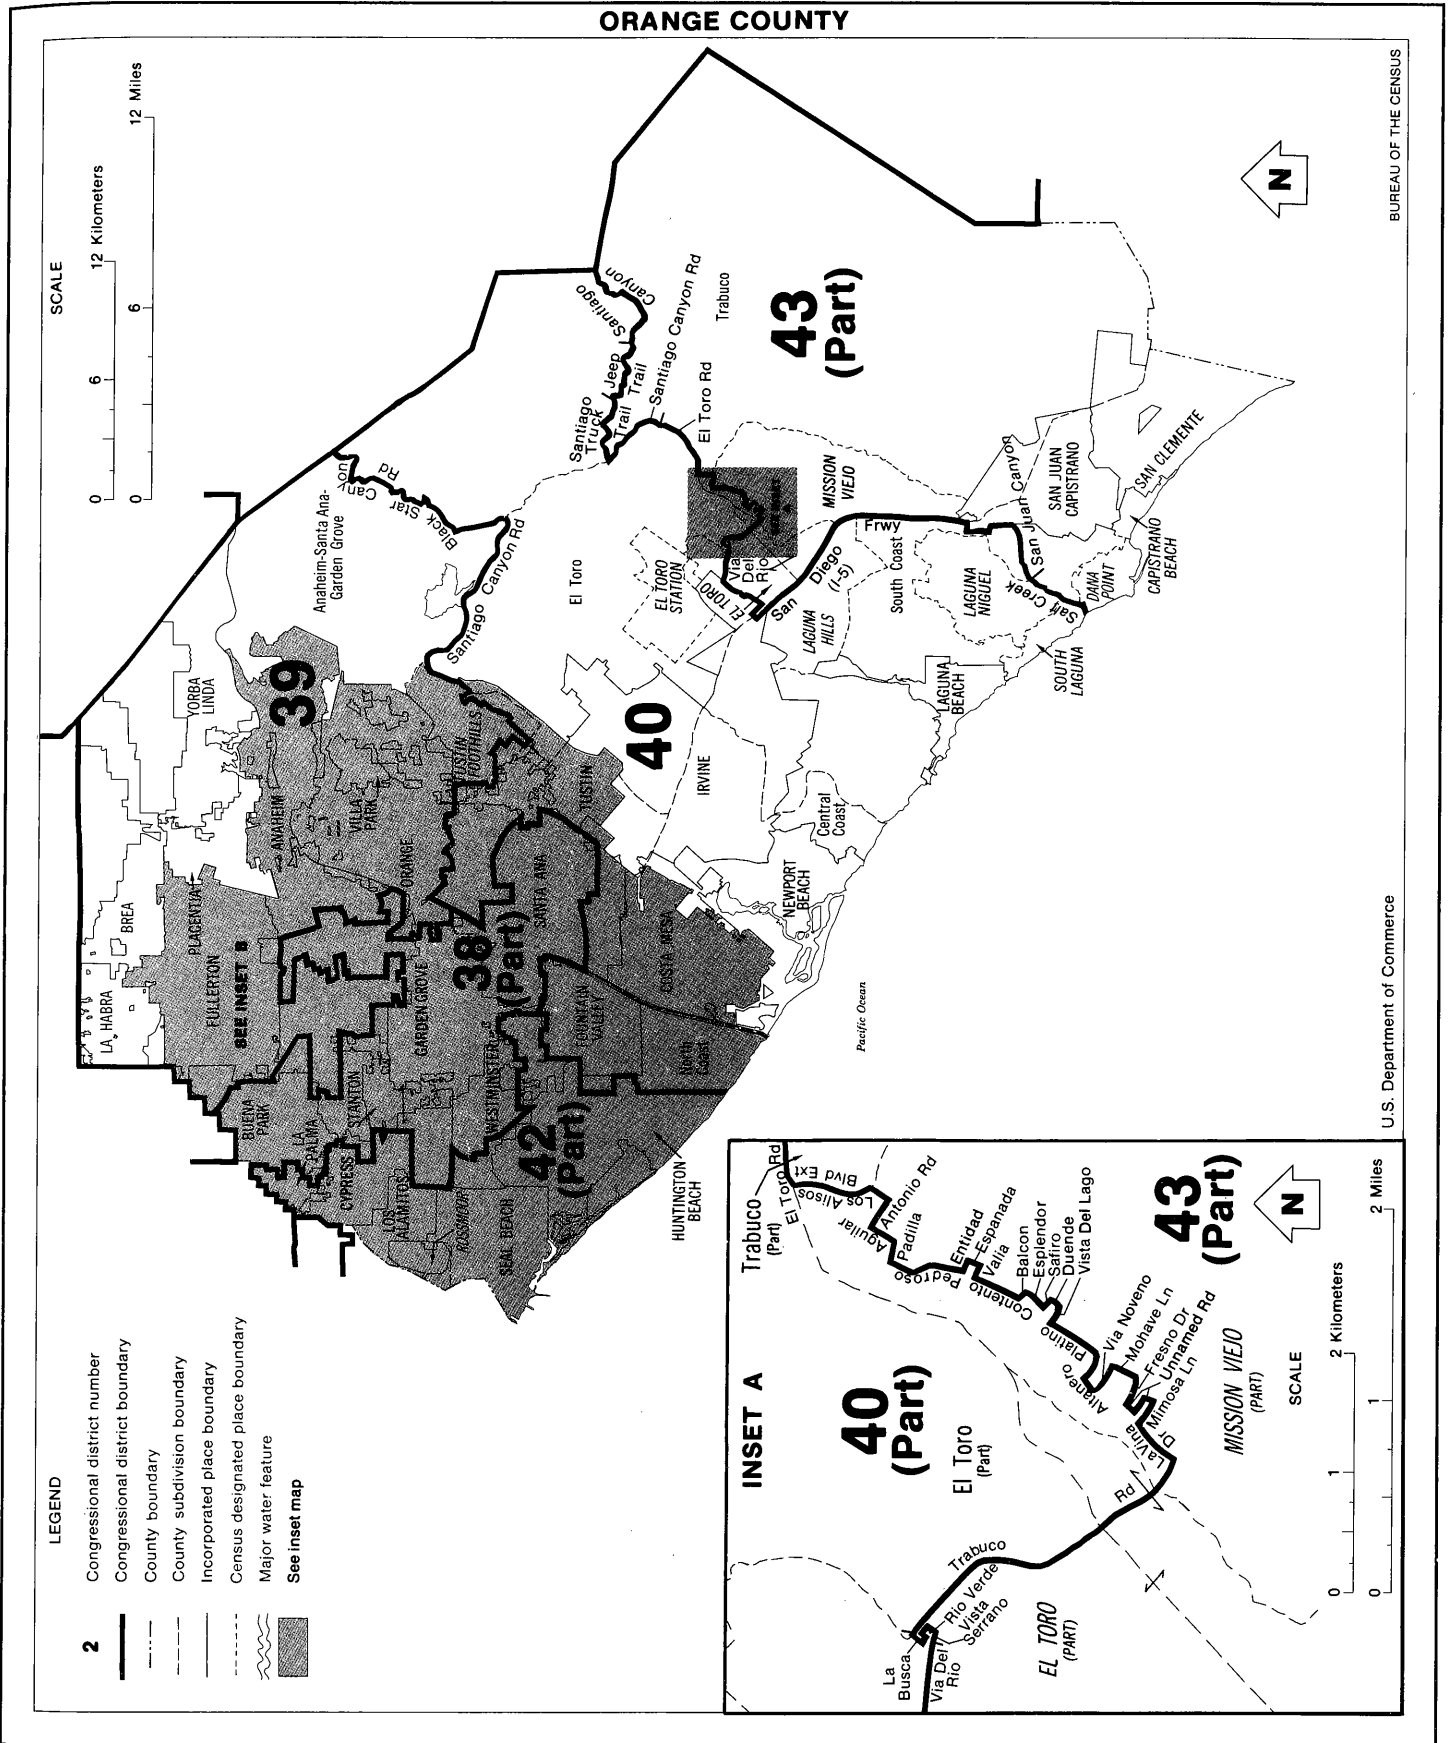 ORANGE COUNTY
SCALE
12 Kilometers
6
0
12 Miles
6
0
LEGEND
2
Congressional district number
Congressional district boundary
County boundary
County subdivision boundary
Incorporated place boundary
Census designated place boundary
Major water feature
See inset map
N
BUREAU OF THE CENSUS
U.S. Department of Commerce
39
40
43
(Part)
38
(Part)
42
(Part)
LA HABRA
BREA
YORBA
LINDA
PLACENTIA
FULLERTON
SEE INSET B
ANAHEIM
VILLA
PARK
ORANGE
BUENA
PARK
LA
PALMA
STANTON
CYPRESS
LOS
ALAMITOS
ROSSMOOR
SEAL BEACH
GARDEN GROVE
WESTMINSTER
SANTA ANA
FOUNTAIN
VALLEY
TUSTIN
TUSTIN
FOOTHILLS
COSTA MESA
North
Coast
HUNTINGTON
BEACH
NEWPORT
BEACH
Pacific Ocean
IRVINE
Central
Coast
LAGUNA
BEACH
SOUTH
LAGUNA
LAGUNA
HILLS
LAGUNA
NIGUEL
South Coast
DANA
POINT
CAPISTRANO
BEACH
SAN CLEMENTE
SAN JUAN
CAPISTRANO
MISSION
VIEJO
EL TORO
EL TORO
STATION
El Toro
Trabuco
Anaheim-Santa Ana-
Garden Grove
Black Star
Canyon
Rd
Santiago Canyon Rd
Santiago
Truck
Trail
Jeep
Trail
Santiago
Canyon
Santiago Canyon Rd
El Toro Rd
SEE INSET
A
Via
Del
Rio
San
Diego
(I-5)
Frwy
San Juan Canyon
Salt Creek
INSET A
40
(Part)
43
(Part)
Trabuco
(Part)
El Toro Rd
Los Alisos
Blvd Ext
Antonio Rd
Aguilar
Padilla
Pedroso
Entidad
Espanada
Valia
Contento
Balcon
Esplendor
Safiro
Duende
Vista Del Lago
Platino
Altanero
Via Noveno
Mohave Ln
Fresno Dr
Unnamed Rd
Mimosa Ln
LaVina
Dr
Rd
Trabuco
Rio Verde
Vista
Serrano
La
Busca
Via Del
Rio
El Toro
(Part)
EL TORO
(PART)
MISSION VIEJO
(PART)
N
SCALE
2 Kilometers
1
0
2 Miles
1
0